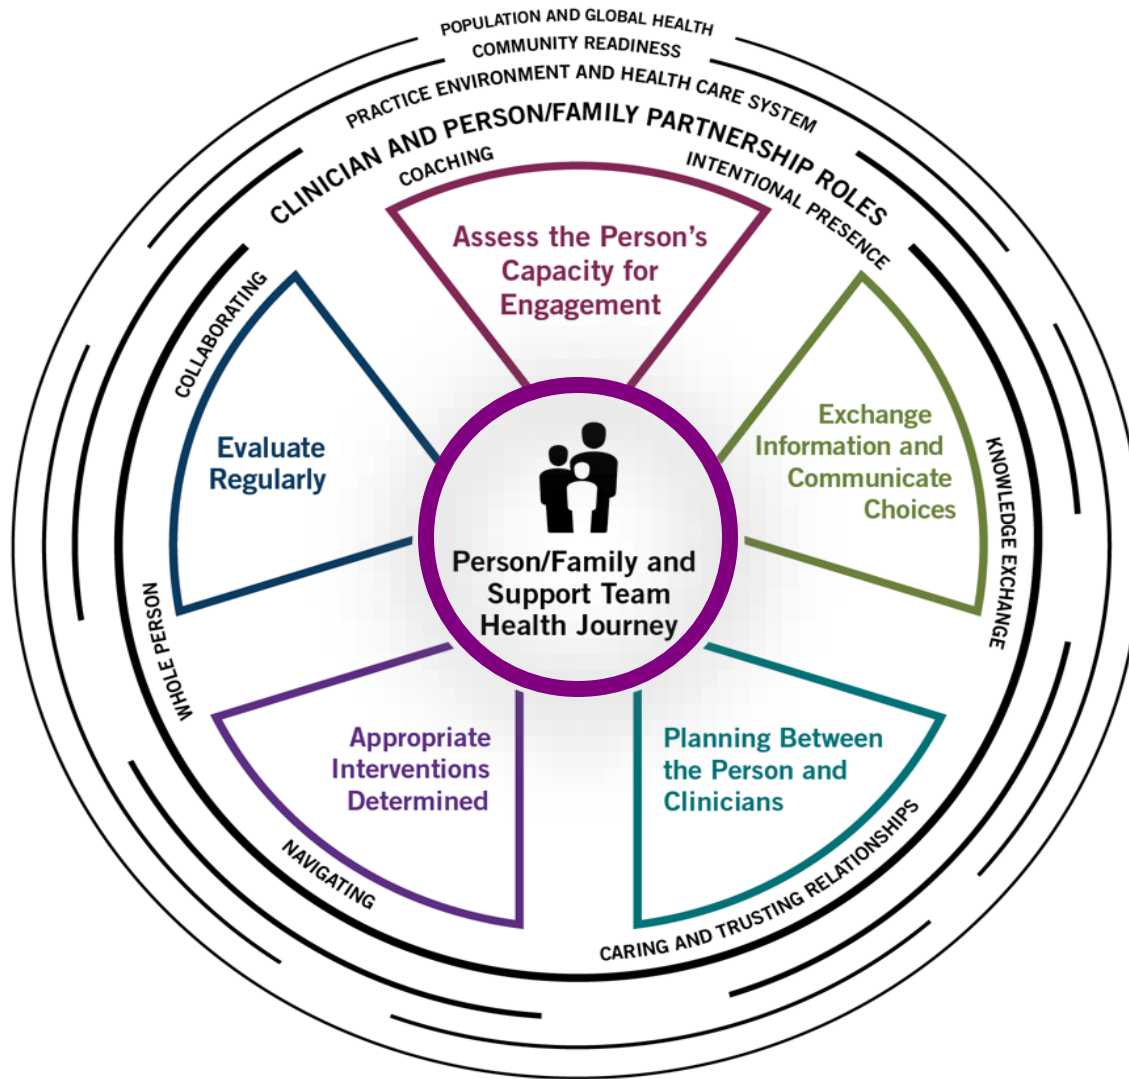 POPULATION AND GLOBAL HEALTH
COMMUNITY READINESS
PRACTICE ENVIRONMENT AND HEALTH CARE SYSTEM
CLINICIAN AND PERSON/FAMILY PARTNERSHIP ROLES
COACHING
INTENTIONAL PRESENCE
KNOWLEDGE EXCHANGE
CARING AND TRUSTING RELATIONSHIPS
NAVIGATING
WHOLE PERSON
COLLABORATING
Assess the Person’s
Capacity for
Engagement
Exchange
Information and
Communicate
Choices
Planning Between
the Person and
Clinicians
Appropriate
Interventions
Determined
Evaluate
Regularly
Person/Family and
Support Team
Health Journey